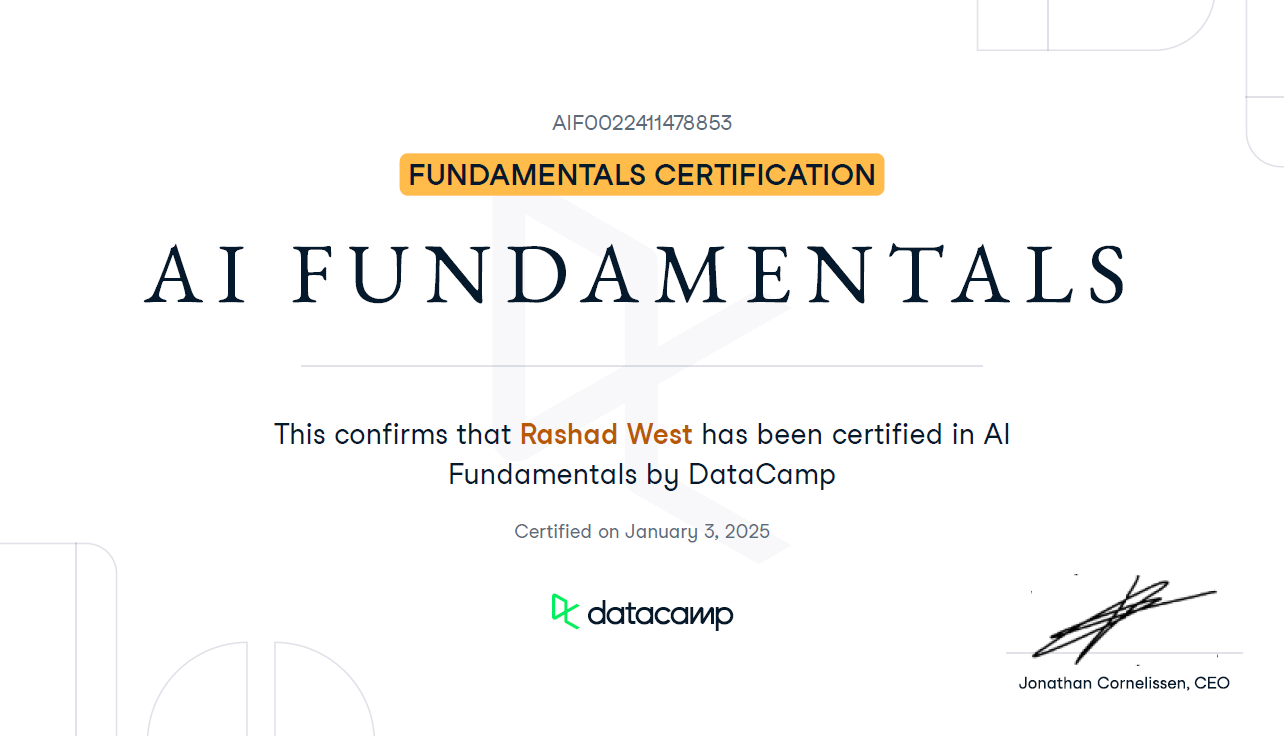 AIF0022411478853
FUNDAMENTALS CERTIFICATION
AI FUNDAMENTALS
This confirms that Rashad West has been certified in AI
Fundamentals by DataCamp
Certified on January 3, 2025
datacamp
Jonathan Cornelissen, CEO